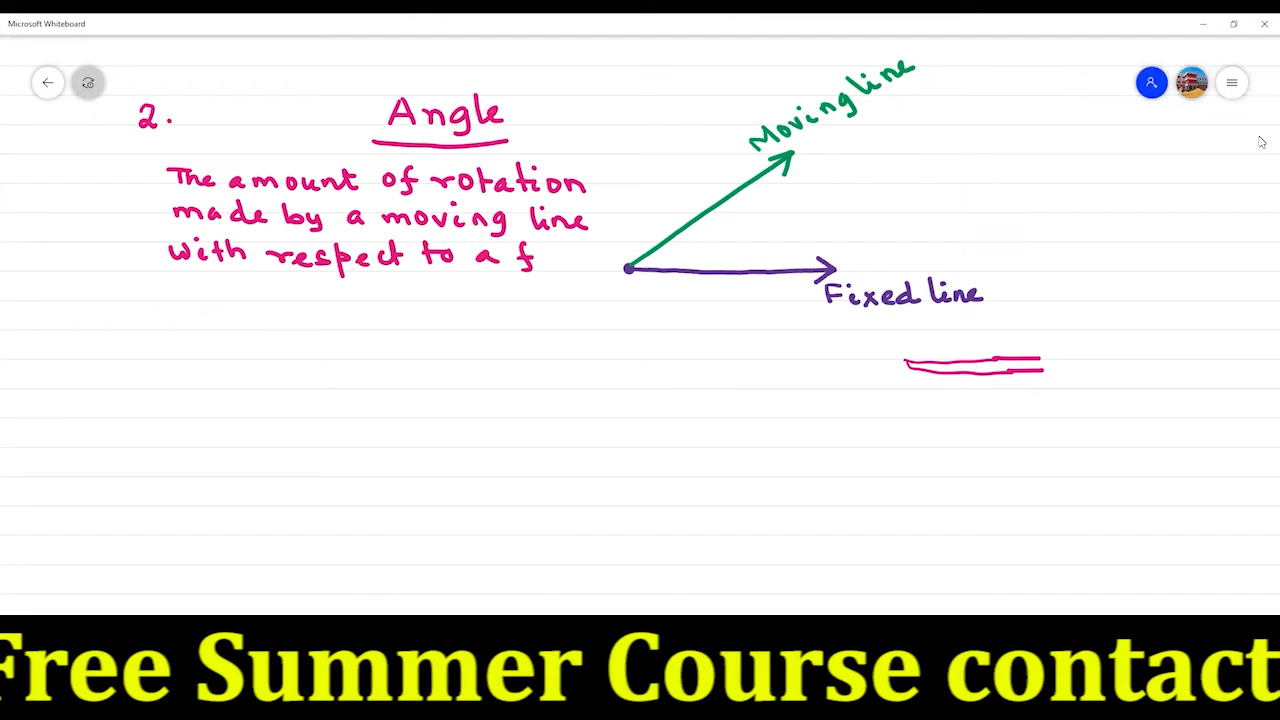 Microsoft Whiteboard
2.
Angle
The amount of rotation
made by a moving line
with respect to a f
Moving line
Fixed line
Free Summer Course contact